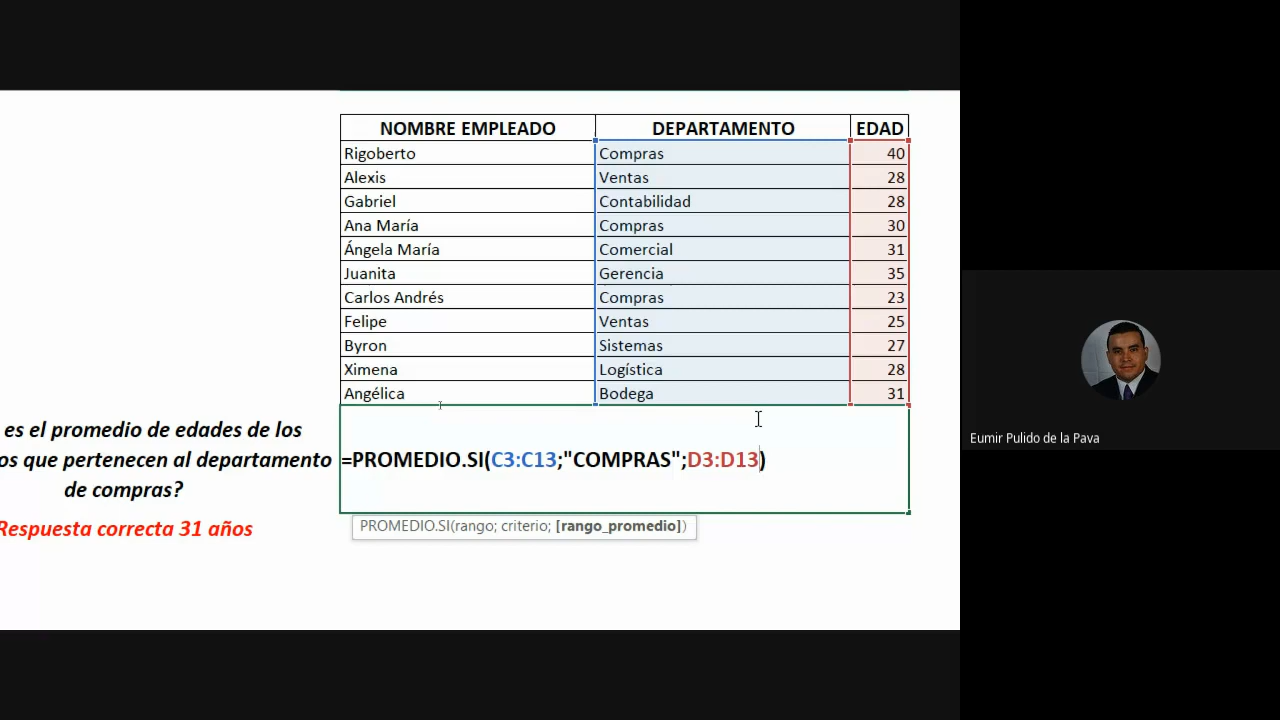 NOMBRE EMPLEADO DEPARTAMENTO EDAD
Rigoberto Compras 40
Alexis Ventas 28
Gabriel Contabilidad 28
Ana María Compras 30
Ángela María Comercial 31
Juanita Gerencia 35
Carlos Andrés Compras 23
Felipe Ventas 25
Byron Sistemas 27
Ximena Logística 28
Angélica Bodega 31
es el promedio de edades de los
os que pertenecen al departamento
de compras?
Respuesta correcta 31 años
=PROMEDIO.SI(C3:C13;"COMPRAS";D3:D13)
PROMEDIO.SI(rango; criterio; [rango_promedio])
Eumir Pulido de la Pava